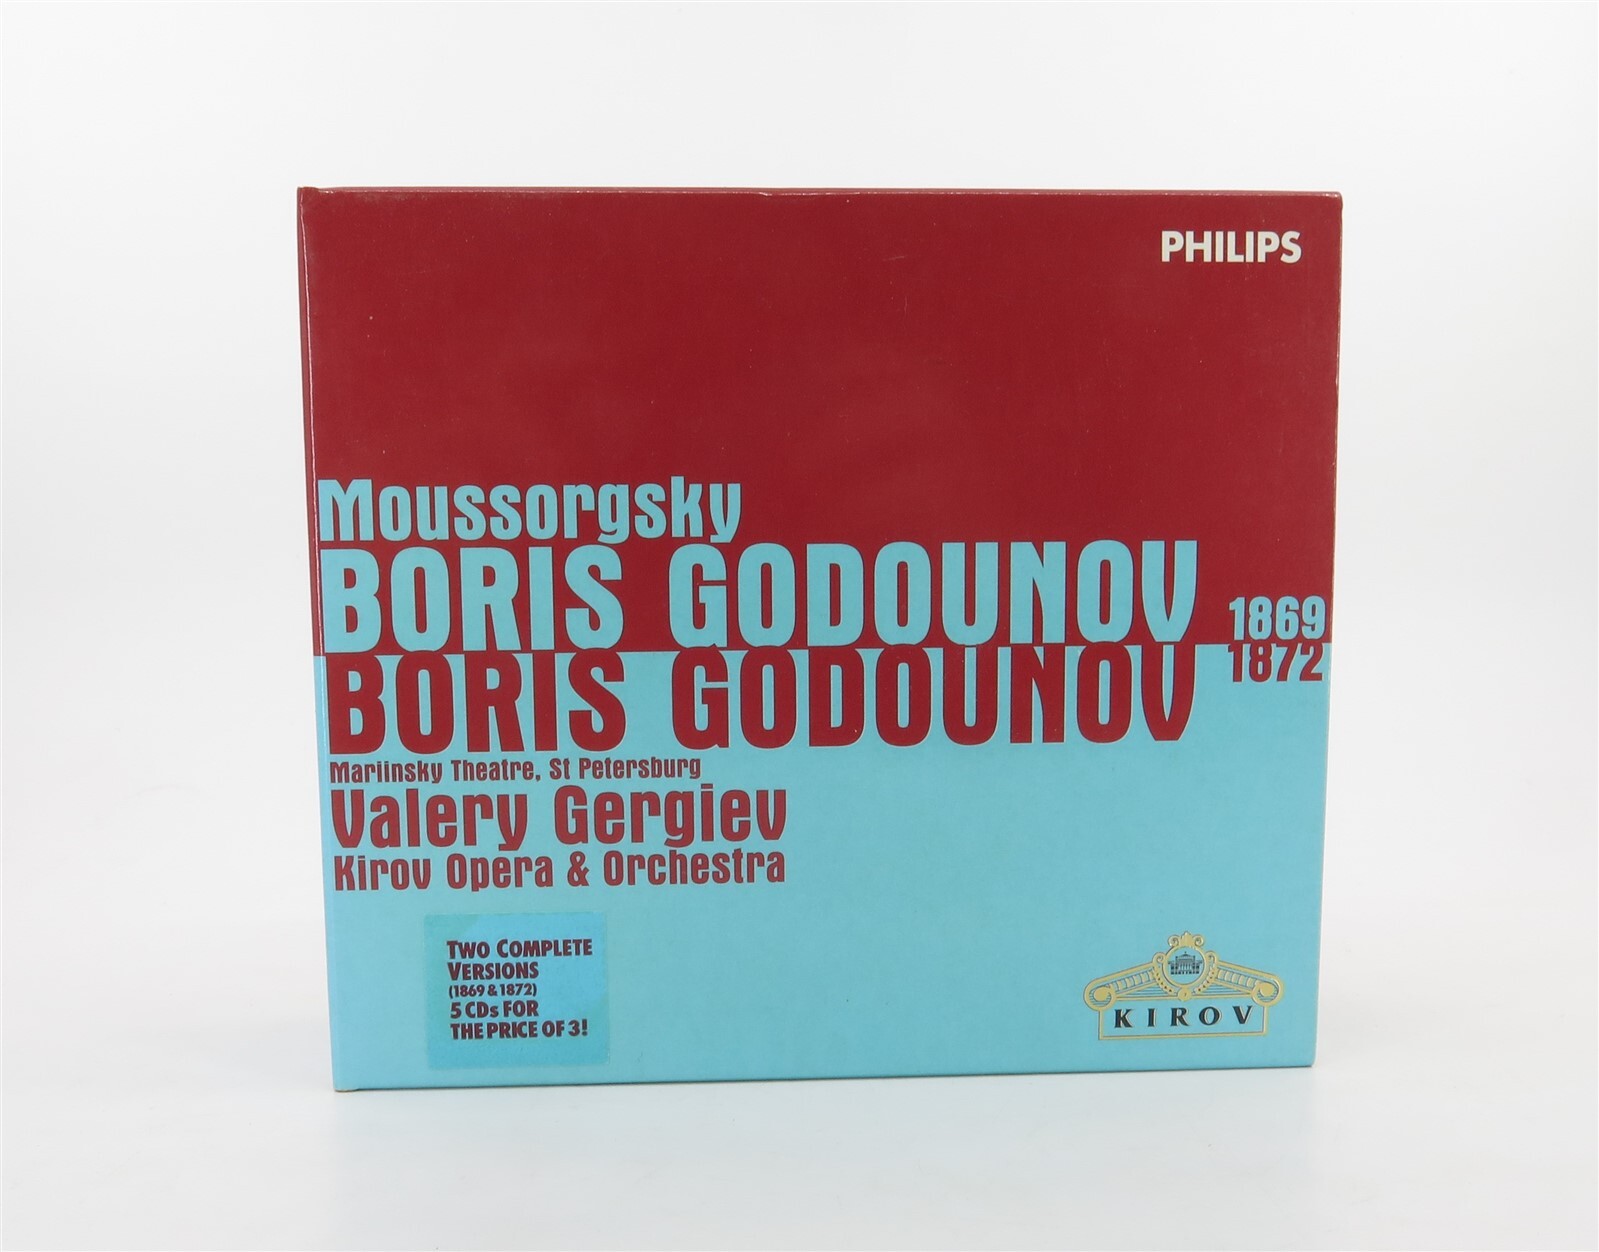 PHILIPS
Moussorgsky
BORIS GODOUNOV 1869
BORIS GODOUNOV 1872
Mariinsky Theatre, St Petersburg
Valery Gergiev
Kirov Opera & Orchestra
TWO COMPLETE
VERSIONS
(1869 & 1872)
5 CDs FOR
THE PRICE OF 3!
KIROV